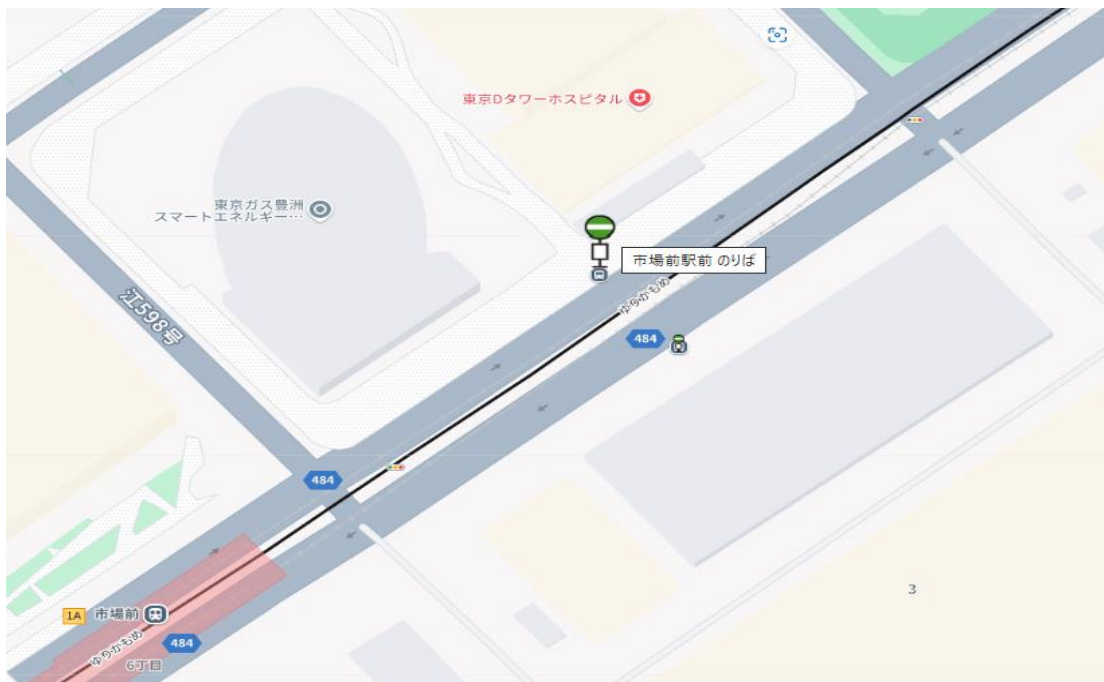 東京Dタワーホスピタル
東京ガス豊洲
スマートエネルギー…
市場前駅前 のりば
ゆりかもめ
江598号
484
484
1A 市場前
ゆりかもめ
484
6丁目
3